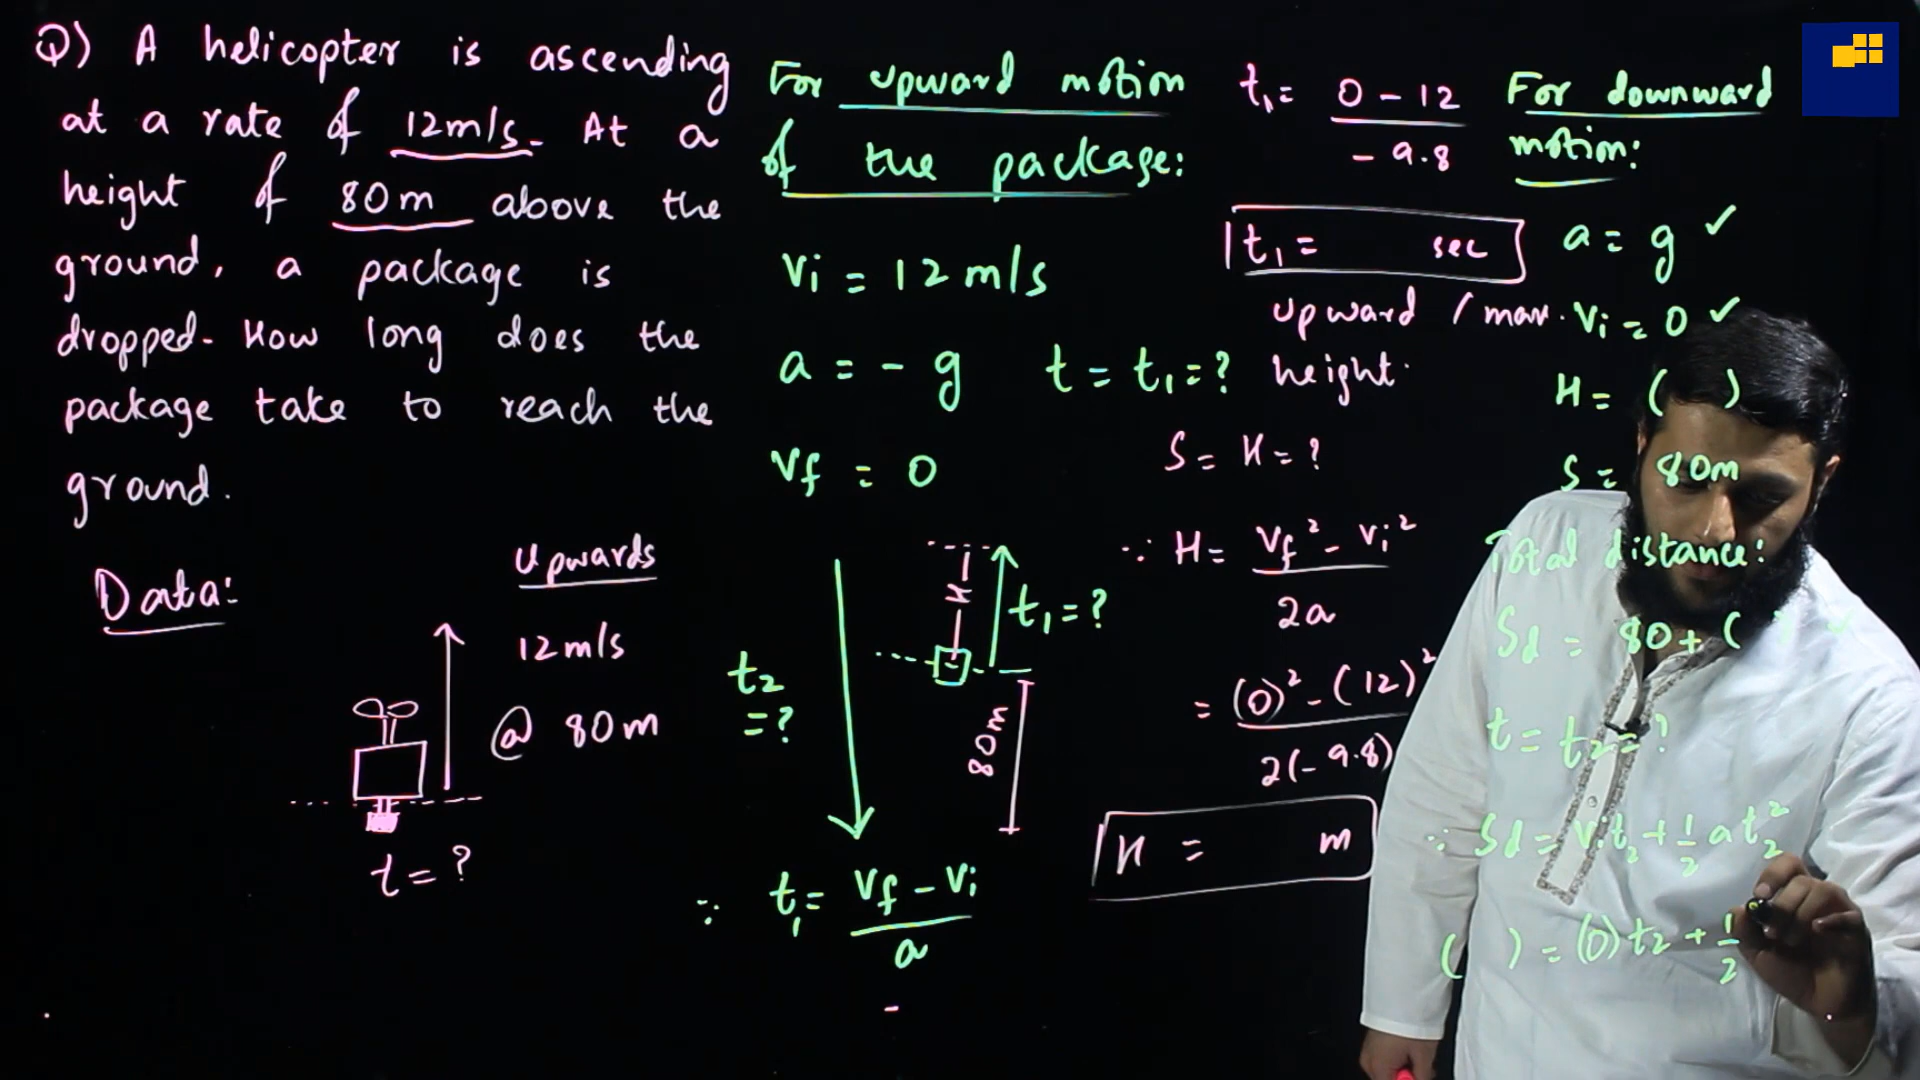 Q) A helicopter is ascending
at a rate of 12m/s. At a
height of 80m above the
ground, a package is
dropped. How long does the
package take to reach the
ground.
Data:
Upwards
12m/s
@ 80m
t = ?
For upward motion
of the package:
Vi = 12 m/s
a = - g t = t₁ = ?
Vf = 0
t₂
= ?
H
t₁ = ?
80m
∵ t₁ = Vf - Vi
a
-
t₁ = 0 - 12
- 9.8
t₁ = sec
upward / max.
height.
S = H = ?
∵ H = Vf² - Vi²
2a
= (0)² - (12)²
2(-9.8)
H = m
For downward
motion:
a = g ✓
Vi = 0 ✓
H = ( )
S = 80m
Total distance:
Sd = 80 + ( )
t = t₂ = ?
∵ Sd = Vit₂ + 1/2 at₂²
( ) = (0) t₂ + 1/2